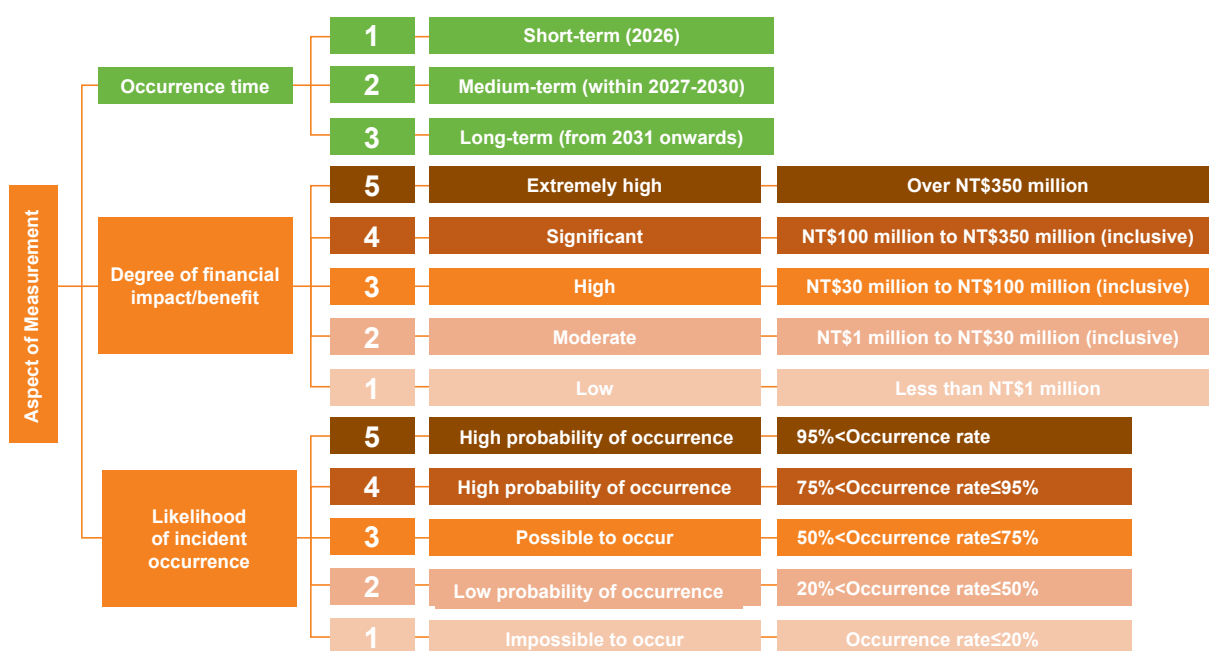 Aspect of Measurement
Occurrence time
1
Short-term (2026)
2
Medium-term (within 2027-2030)
3
Long-term (from 2031 onwards)
Degree of financial
impact/benefit
5
Extremely high
Over NT$350 million
4
Significant
NT$100 million to NT$350 million (inclusive)
3
High
NT$30 million to NT$100 million (inclusive)
2
Moderate
NT$1 million to NT$30 million (inclusive)
1
Low
Less than NT$1 million
Likelihood
of incident
occurrence
5
High probability of occurrence
95%<Occurrence rate
4
High probability of occurrence
75%<Occurrence rate≤95%
3
Possible to occur
50%<Occurrence rate≤75%
2
Low probability of occurrence
20%<Occurrence rate≤50%
1
Impossible to occur
Occurrence rate≤20%